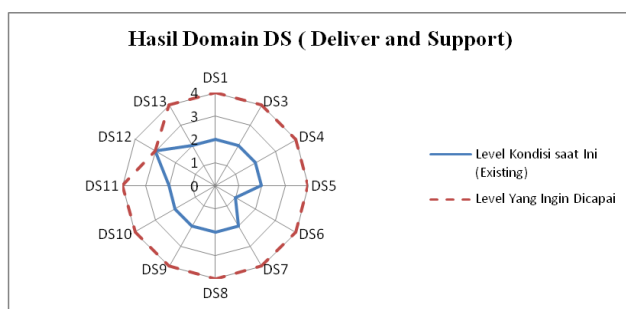 Hasil Domain DS ( Deliver and Support)
DS1
DS3
DS4
DS5
DS6
DS7
DS8
DS9
DS10
DS11
DS12
DS13
4
3
2
1
0
Level Kondisi saat Ini
(Existing)
Level Yang Ingin Dicapai